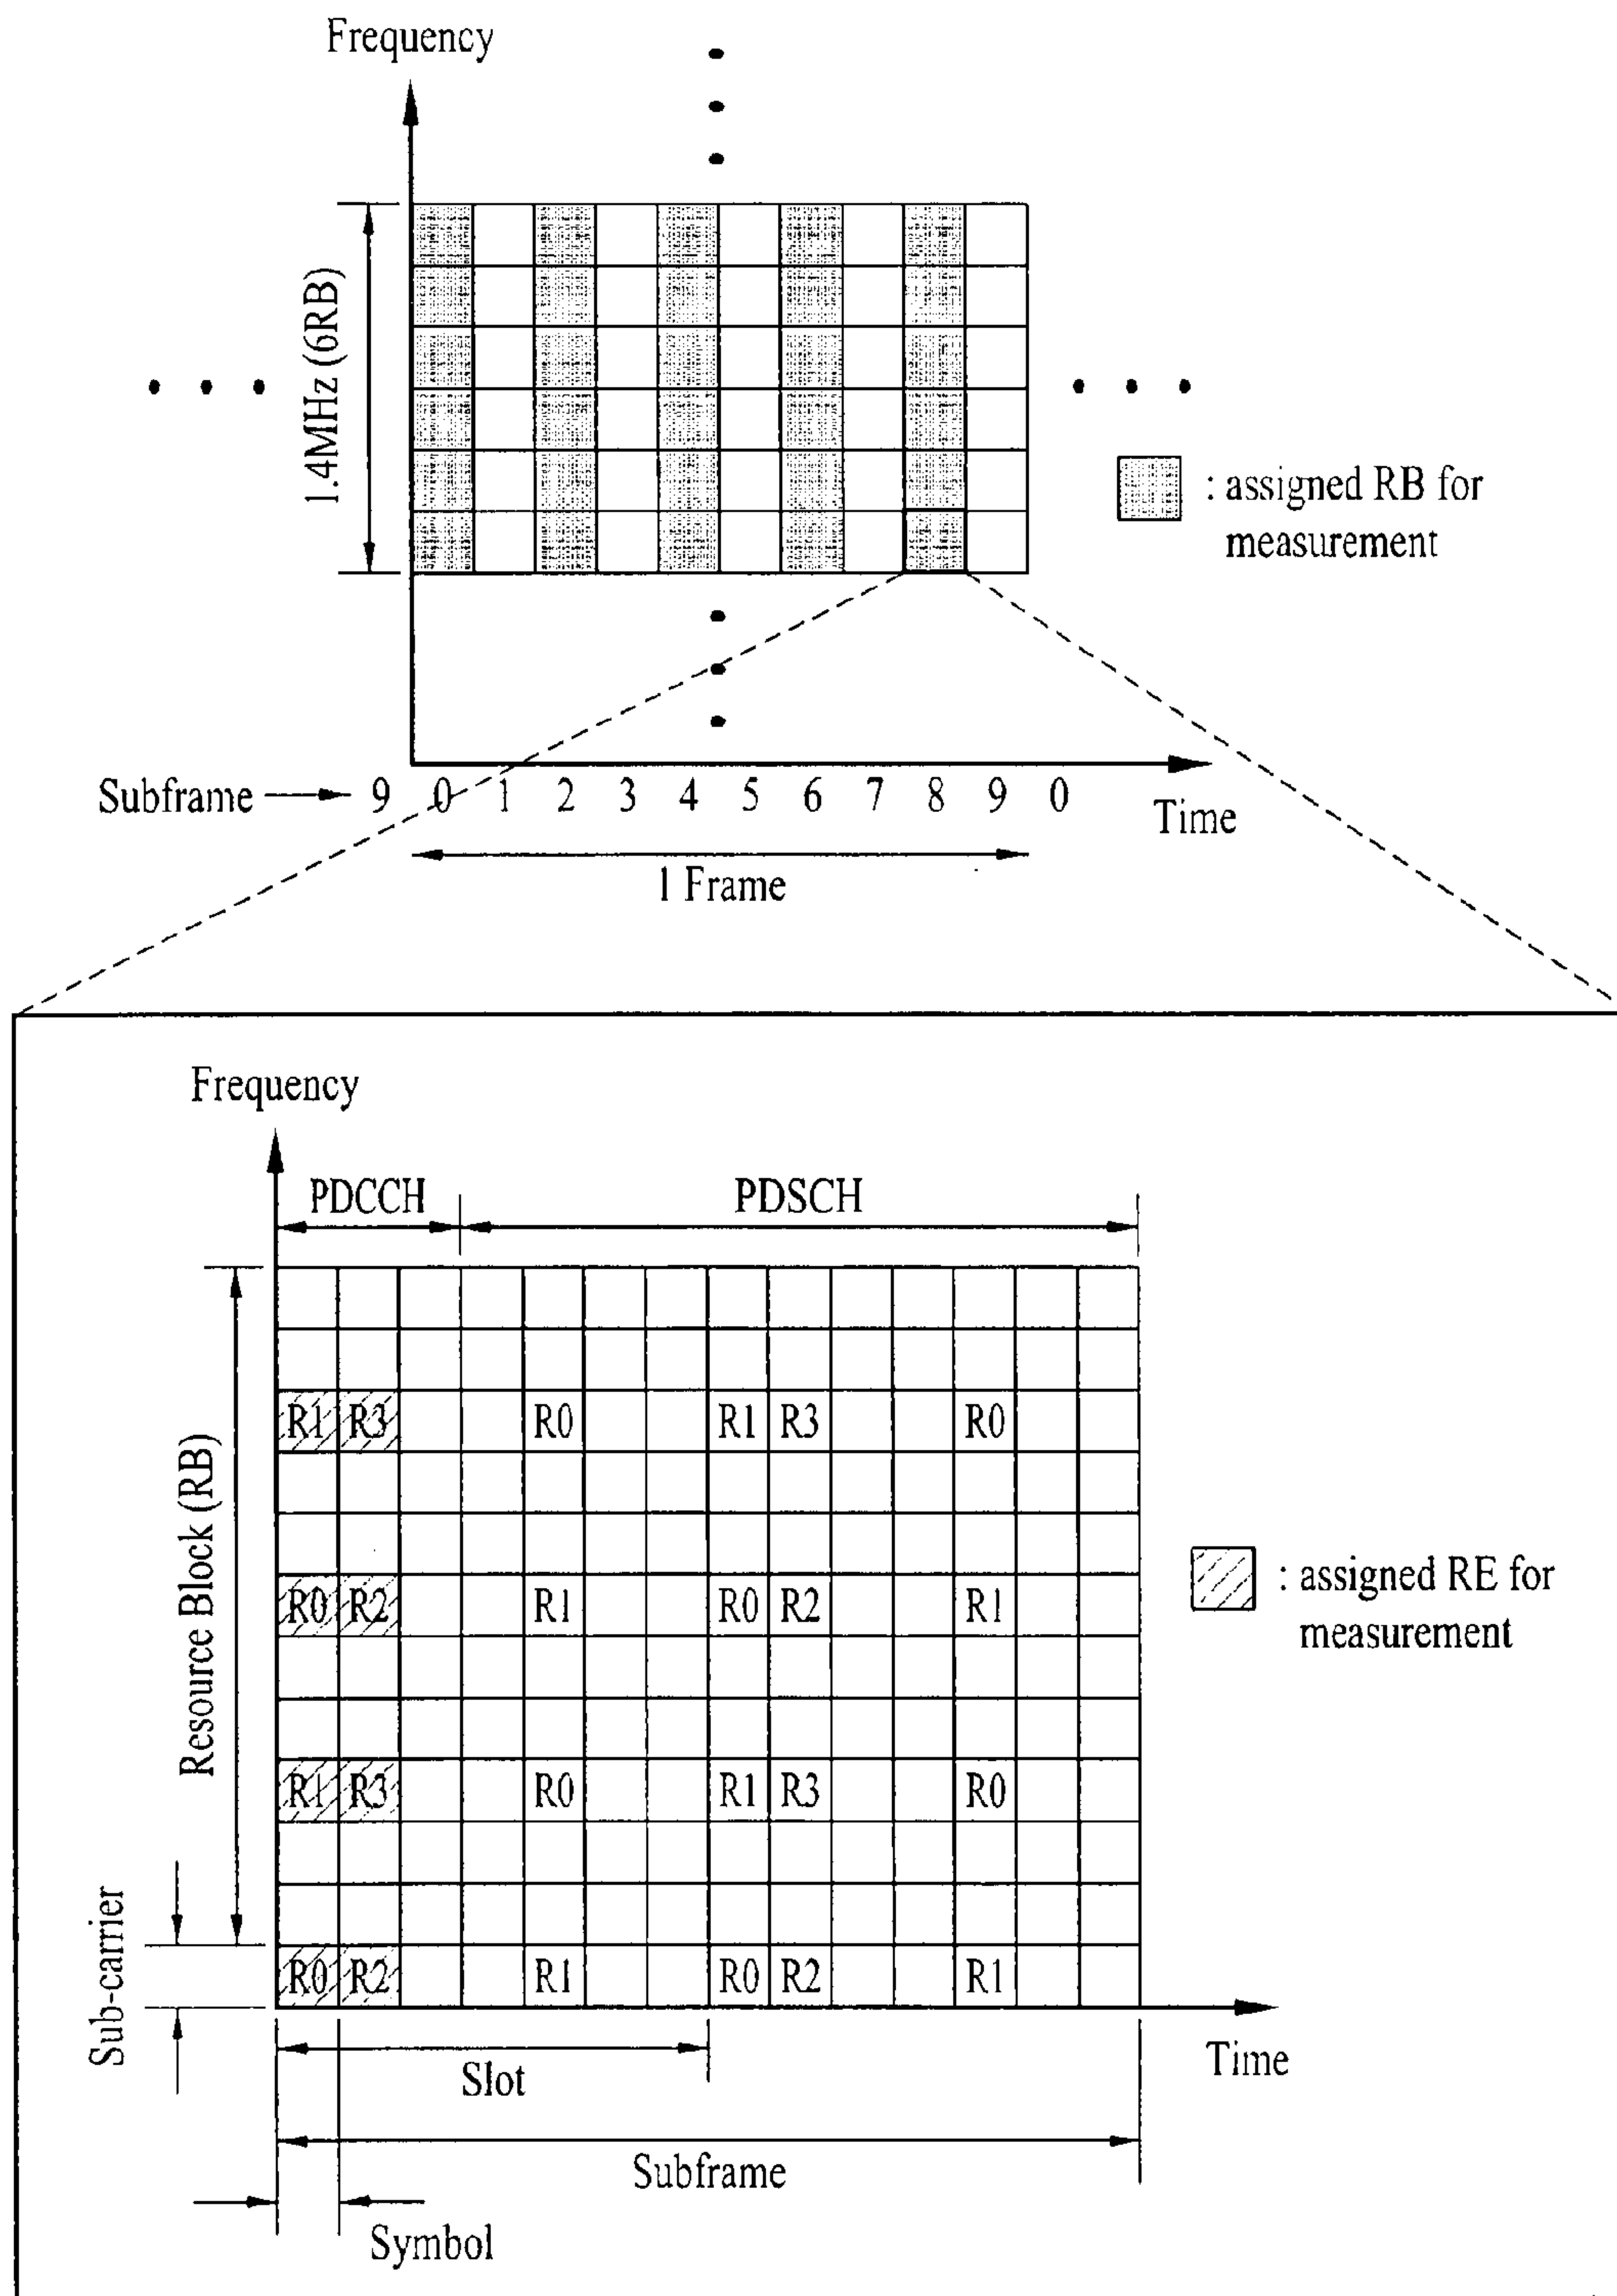 Frequency
1.4MHz (6RB)
: assigned RB for
measurement
Subframe
9 0 1 2 3 4 5 6 7 8 9 0
Time
1 Frame
Frequency
PDCCH PDSCH
R1 R3 R0 R1 R3 R0
Resource Block (RB)
R0 R2 R1 R0 R2 R1
: assigned RE for
measurement
R1 R3 R0 R1 R3 R0
Sub-carrier
R0 R2 R1 R0 R2 R1
Time
Slot
Subframe
Symbol